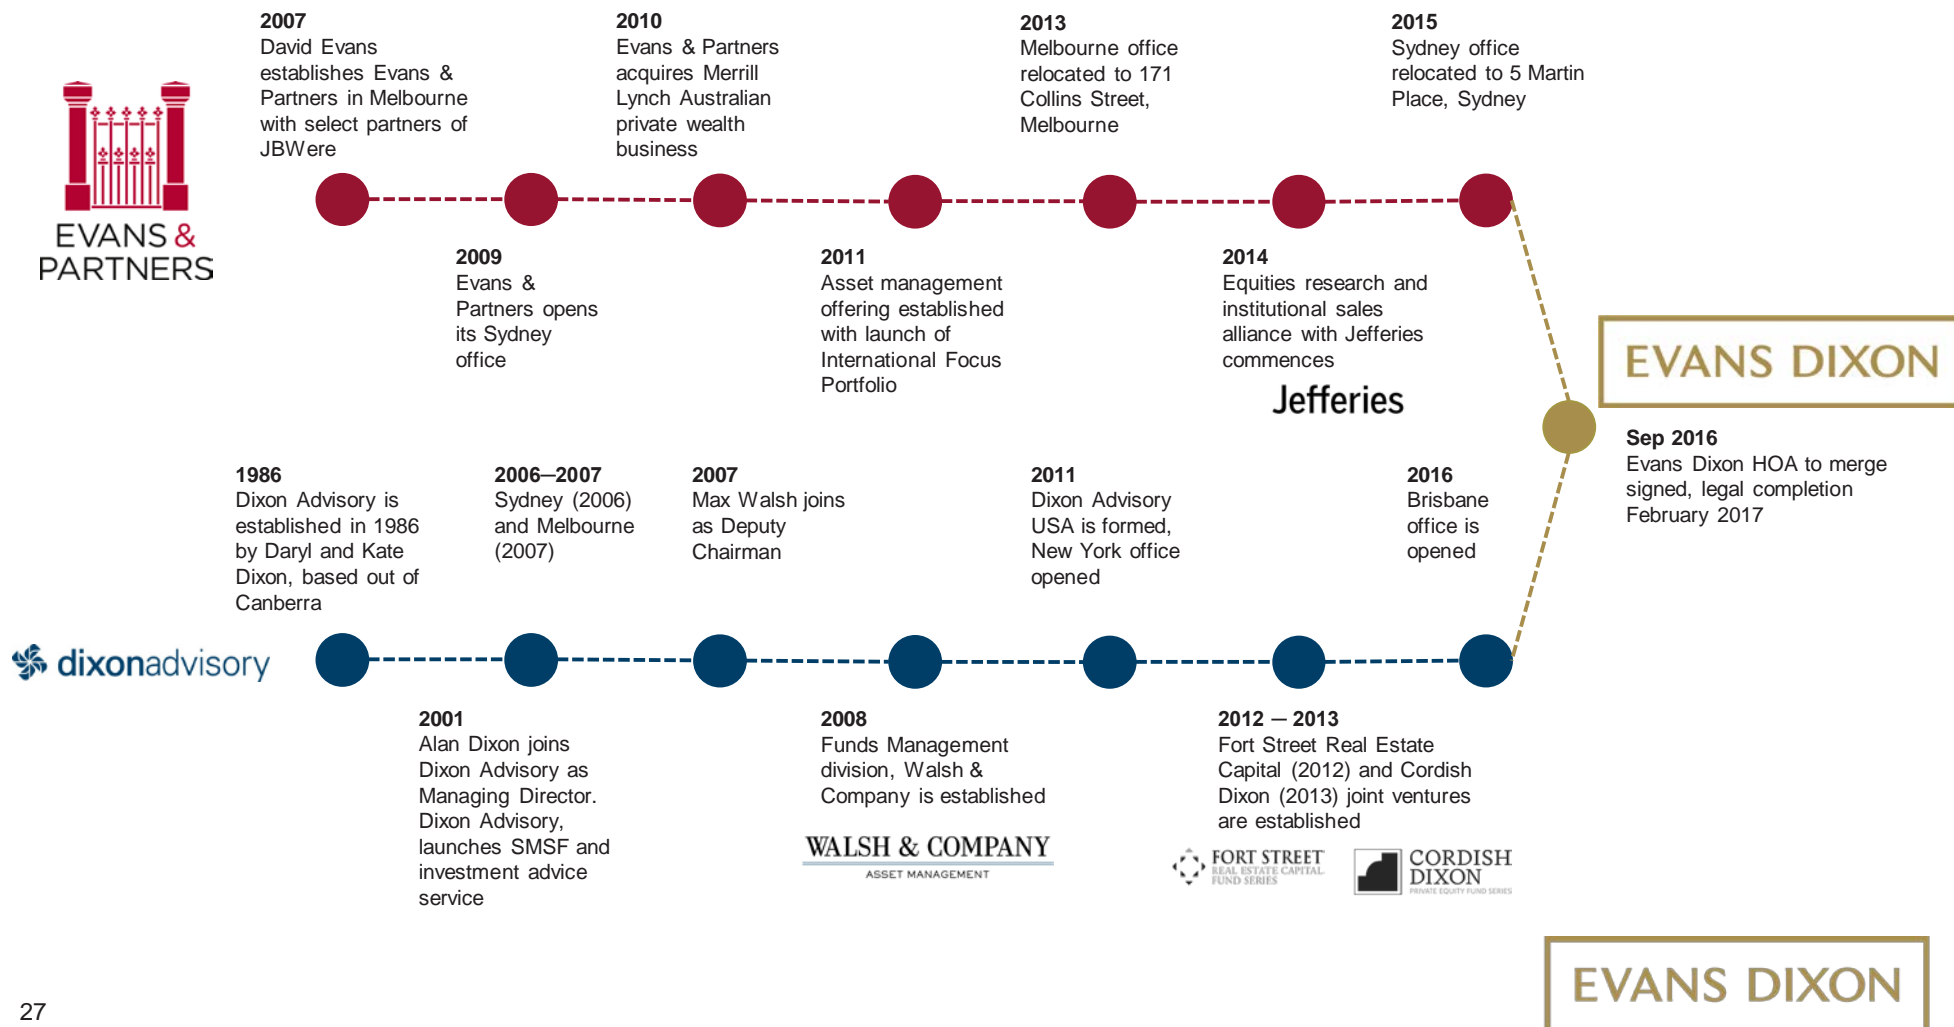 2007
David Evans
establishes Evans &
Partners in Melbourne
with select partners of
JBWere
2010
Evans & Partners
acquires Merrill
Lynch Australian
private wealth
business
2013
Melbourne office
relocated to 171
Collins Street,
Melbourne
2015
Sydney office
relocated to 5 Martin
Place, Sydney
EVANS &
PARTNERS
2009
Evans &
Partners opens
its Sydney
office
2011
Asset management
offering established
with launch of
International Focus
Portfolio
2014
Equities research and
institutional sales
alliance with Jefferies
commences
Jefferies
EVANS DIXON
Sep 2016
Evans Dixon HOA to merge
signed, legal completion
February 2017
1986
Dixon Advisory is
established in 1986
by Daryl and Kate
Dixon, based out of
Canberra
2006—2007
Sydney (2006)
and Melbourne
(2007)
2007
Max Walsh joins
as Deputy
Chairman
2011
Dixon Advisory
USA is formed,
New York office
opened
2016
Brisbane
office is
opened
dixonadvisory
2001
Alan Dixon joins
Dixon Advisory as
Managing Director.
Dixon Advisory,
launches SMSF and
investment advice
service
2008
Funds Management
division, Walsh &
Company is established
WALSH & COMPANY
ASSET MANAGEMENT
2012 — 2013
Fort Street Real Estate
Capital (2012) and Cordish
Dixon (2013) joint ventures
are established
FORT STREET
REAL ESTATE CAPITAL
FUND SERIES
CORDISH
DIXON
PRIVATE EQUITY FUND SERIES
EVANS DIXON
27